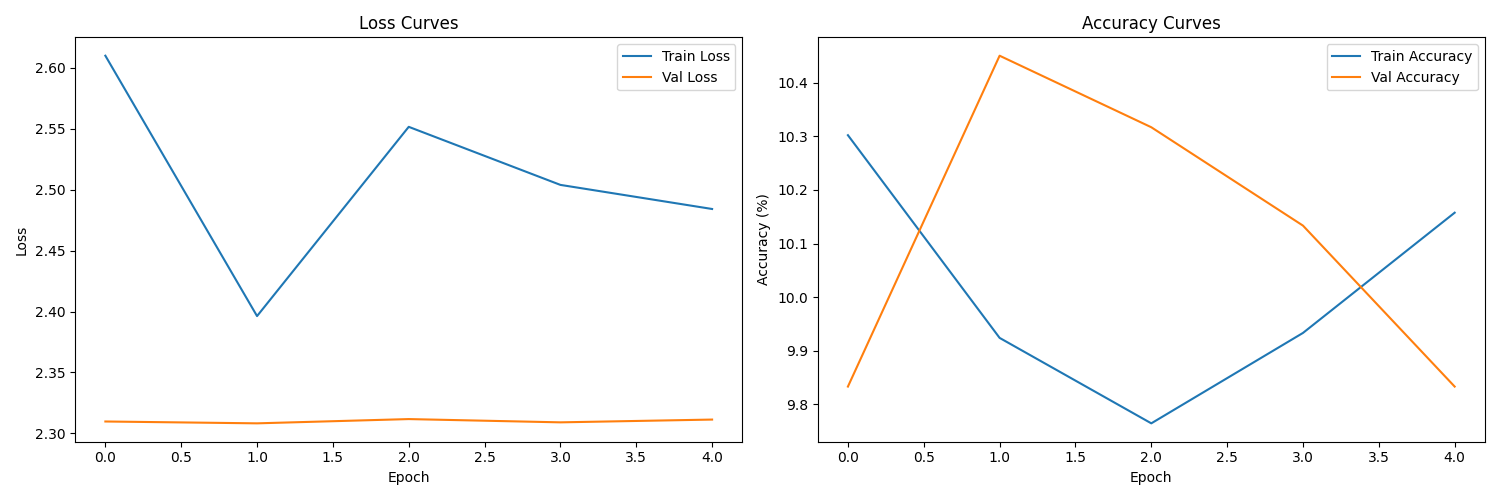 Loss Curves
Train Loss
Val Loss
2.60
2.55
2.50
2.45
2.40
2.35
2.30
Loss
0.0 0.5 1.0 1.5 2.0 2.5 3.0 3.5 4.0
Epoch
Accuracy Curves
Train Accuracy
Val Accuracy
10.4
10.3
10.2
10.1
10.0
9.9
9.8
Accuracy (%)
0.0 0.5 1.0 1.5 2.0 2.5 3.0 3.5 4.0
Epoch